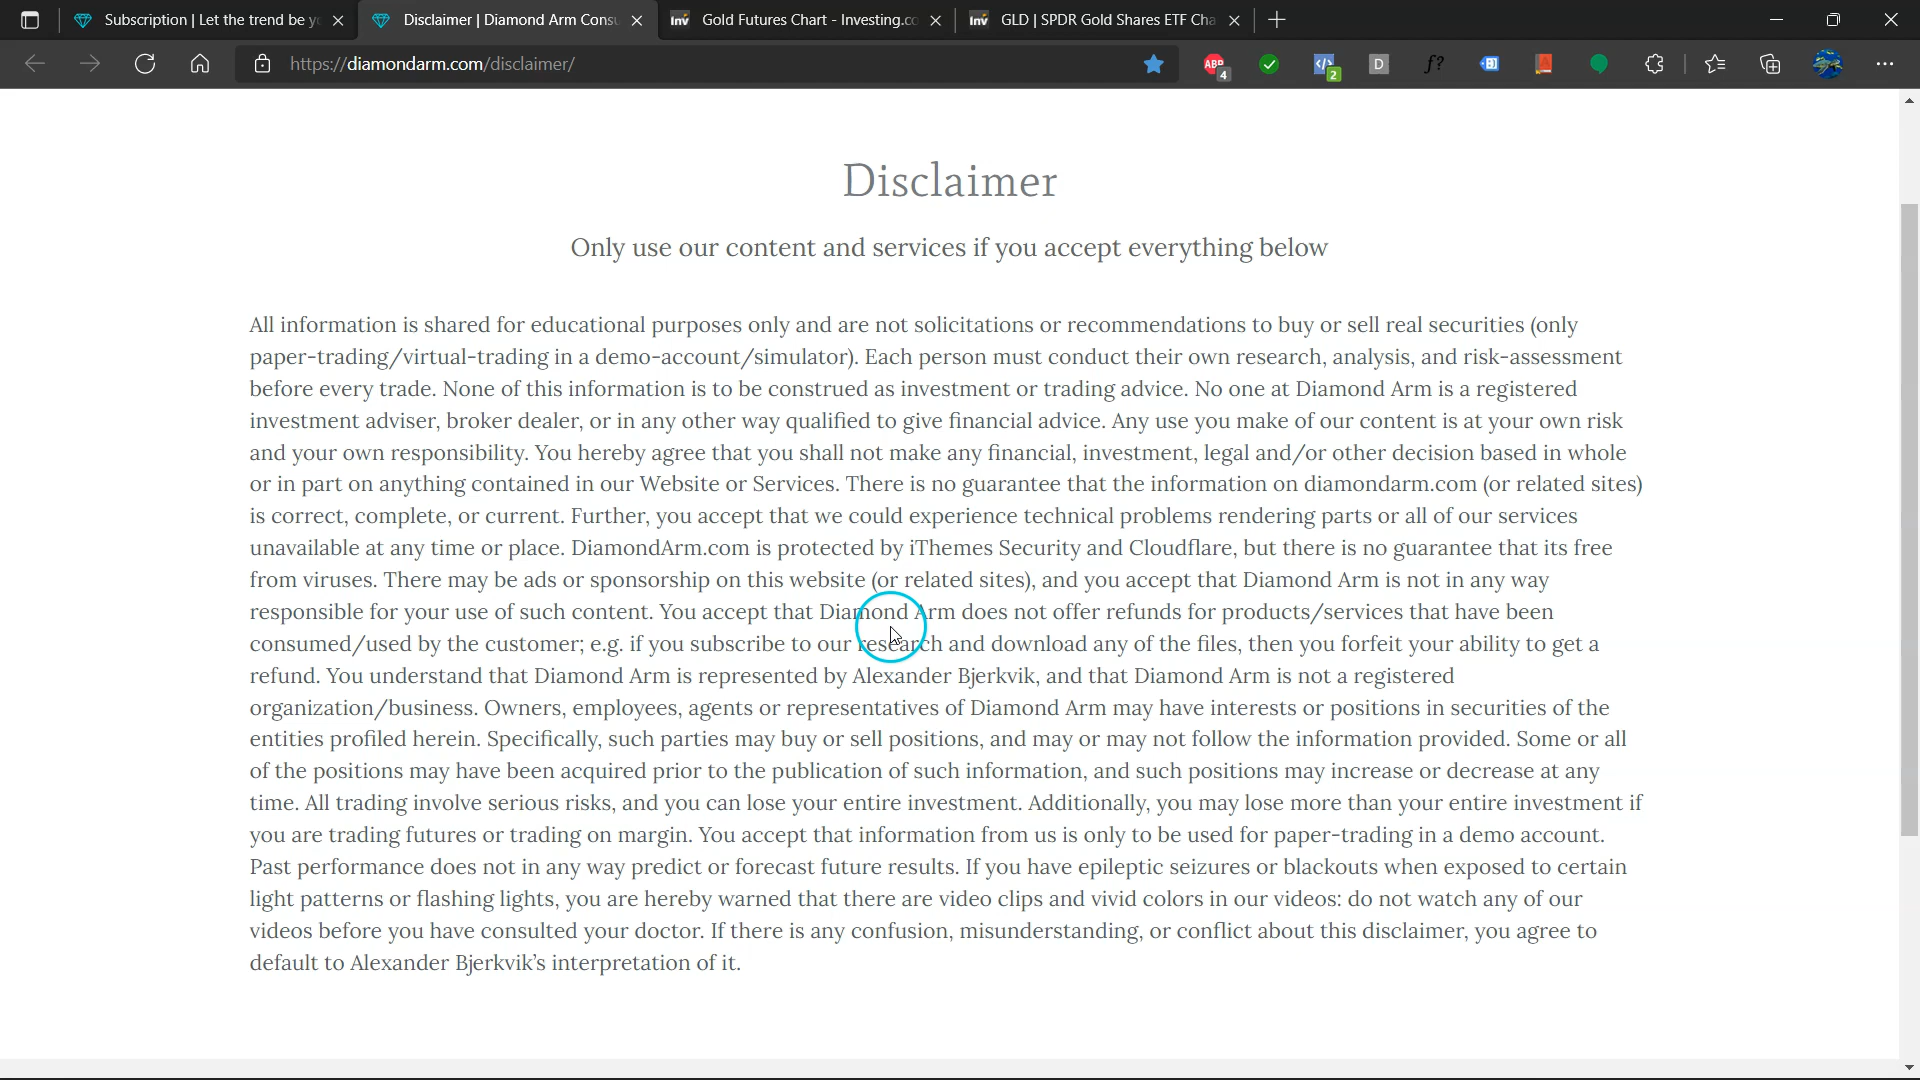 Subscription | Let the trend be y
Disclaimer | Diamond Arm Consu
Gold Futures Chart - Investing.co
GLD | SPDR Gold Shares ETF Cha
https://diamondarm.com/disclaimer/
Disclaimer
Only use our content and services if you accept everything below
All information is shared for educational purposes only and are not solicitations or recommendations to buy or sell real securities (only
paper-trading/virtual-trading in a demo-account/simulator). Each person must conduct their own research, analysis, and risk-assessment
before every trade. None of this information is to be construed as investment or trading advice. No one at Diamond Arm is a registered
investment adviser, broker dealer, or in any other way qualified to give financial advice. Any use you make of our content is at your own risk
and your own responsibility. You hereby agree that you shall not make any financial, investment, legal and/or other decision based in whole
or in part on anything contained in our Website or Services. There is no guarantee that the information on diamondarm.com (or related sites)
is correct, complete, or current. Further, you accept that we could experience technical problems rendering parts or all of our services
unavailable at any time or place. DiamondArm.com is protected by iThemes Security and Cloudflare, but there is no guarantee that its free
from viruses. There may be ads or sponsorship on this website (or related sites), and you accept that Diamond Arm is not in any way
responsible for your use of such content. You accept that Diamond Arm does not offer refunds for products/services that have been
consumed/used by the customer; e.g. if you subscribe to our research and download any of the files, then you forfeit your ability to get a
refund. You understand that Diamond Arm is represented by Alexander Bjerkvik, and that Diamond Arm is not a registered
organization/business. Owners, employees, agents or representatives of Diamond Arm may have interests or positions in securities of the
entities profiled herein. Specifically, such parties may buy or sell positions, and may or may not follow the information provided. Some or all
of the positions may have been acquired prior to the publication of such information, and such positions may increase or decrease at any
time. All trading involve serious risks, and you can lose your entire investment. Additionally, you may lose more than your entire investment if
you are trading futures or trading on margin. You accept that information from us is only to be used for paper-trading in a demo account.
Past performance does not in any way predict or forecast future results. If you have epileptic seizures or blackouts when exposed to certain
light patterns or flashing lights, you are hereby warned that there are video clips and vivid colors in our videos: do not watch any of our
videos before you have consulted your doctor. If there is any confusion, misunderstanding, or conflict about this disclaimer, you agree to
default to Alexander Bjerkvik's interpretation of it.